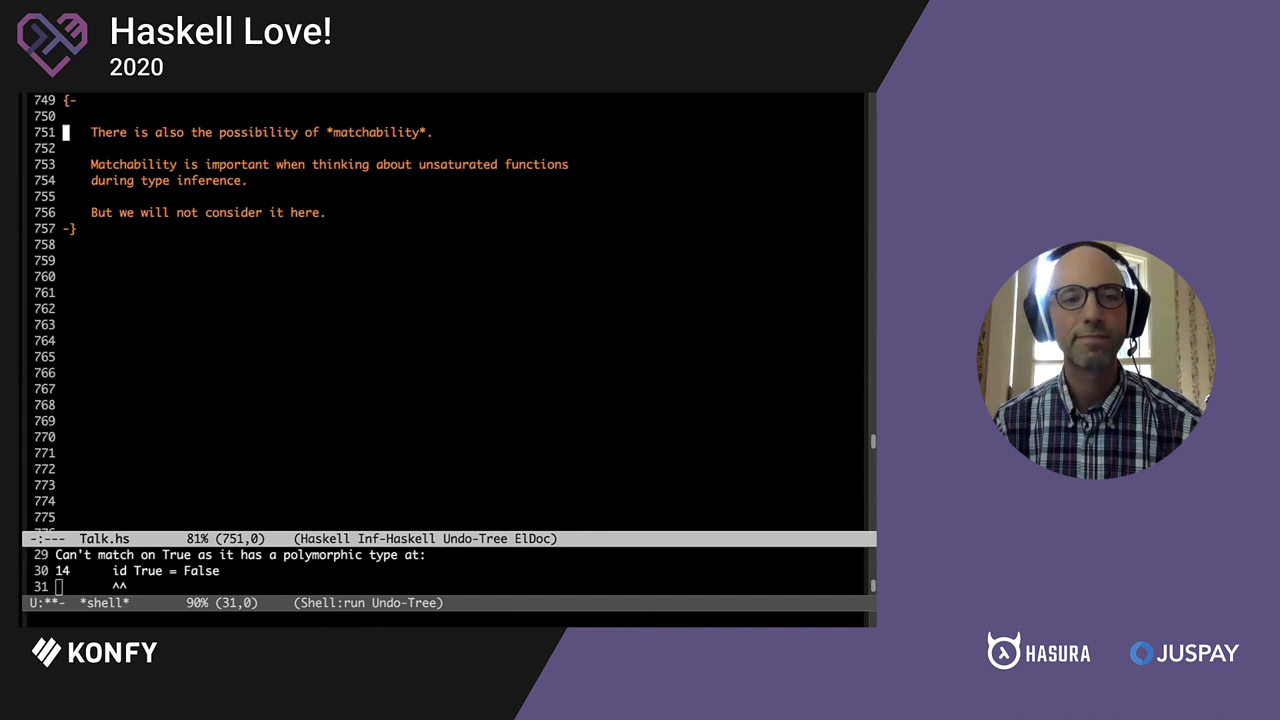 Haskell Love!
2020
749 {-
750
751 There is also the possibility of *matchability*.
752
753 Matchability is important when thinking about unsaturated functions
754 during type inference.
755
756 But we will not consider it here.
757 -}
758
759
760
761
762
763
764
765
766
767
768
769
770
771
772
773
774
775
-:--- Talk.hs 81% (751,0) (Haskell Inf-Haskell Undo-Tree ElDoc)
29 Can't match on True as it has a polymorphic type at:
30 14 id True = False
31 ^^
U:**- *shell* 90% (31,0) (Shell:run Undo-Tree)
KONFY
HASURA
JUSPAY